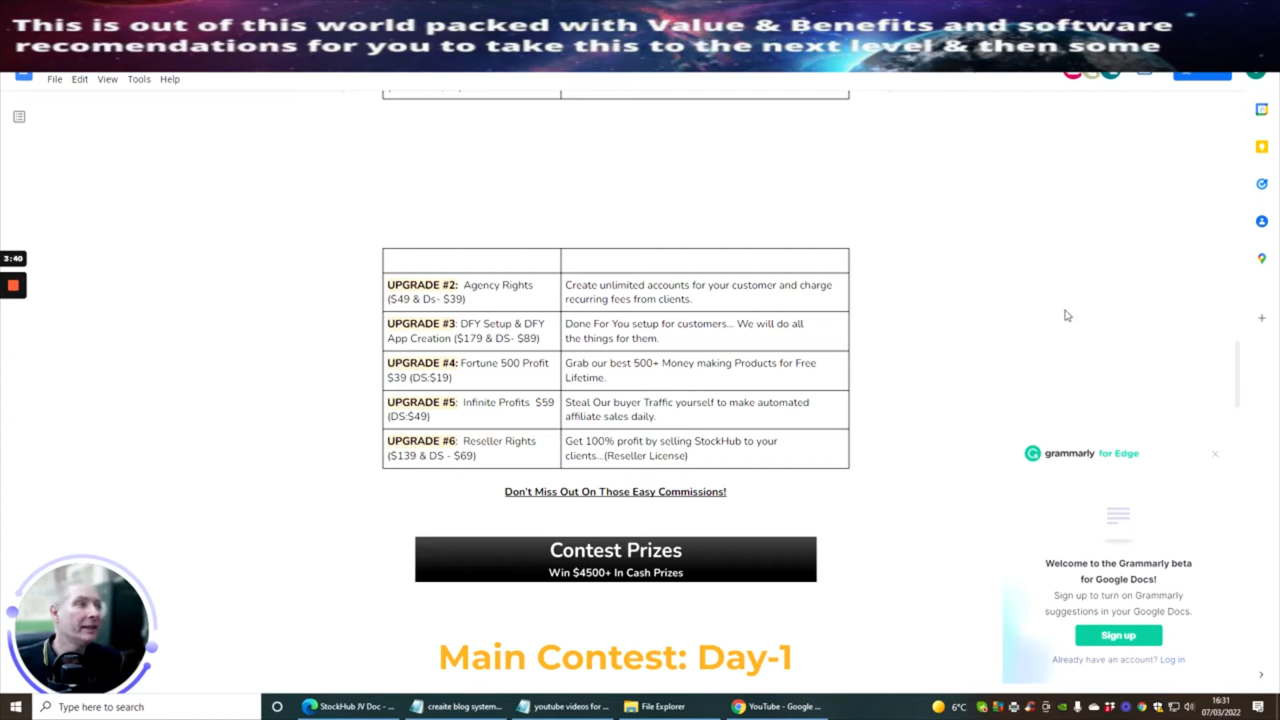 This is out of this world packed with Value & Benefits and software
recomendations for you to take this to the next level & then some
File Edit View Tools Help
3:40
UPGRADE #2: Agency Rights
($49 & Ds- $39)
Create unlimited accounts for your customer and charge
recurring fees from clients.
UPGRADE #3: DFY Setup & DFY
App Creation ($179 & DS- $89)
Done For You setup for customers... We will do all
the things for them.
UPGRADE #4: Fortune 500 Profit
$39 (DS:$19)
Grab our best 500+ Money making Products for Free
Lifetime.
UPGRADE #5: Infinite Profits $59
(DS:$49)
Steal Our buyer Traffic yourself to make automated
affiliate sales daily.
UPGRADE #6: Reseller Rights
($139 & DS - $69)
Get 100% profit by selling StockHub to your
clients...(Reseller License)
Don't Miss Out On Those Easy Commissions!
Contest Prizes
Win $4500+ In Cash Prizes
Main Contest: Day-1
grammarly for Edge
Welcome to the Grammarly beta
for Google Docs!
Sign up to turn on Grammarly
suggestions in your Google Docs.
Sign up
Already have an account? Log in
Type here to search
StockHub JV Doc - ...
creaite blog system...
youtube videos for ...
File Explorer
YouTube - Google ...
6°C
16:31
07/03/2022